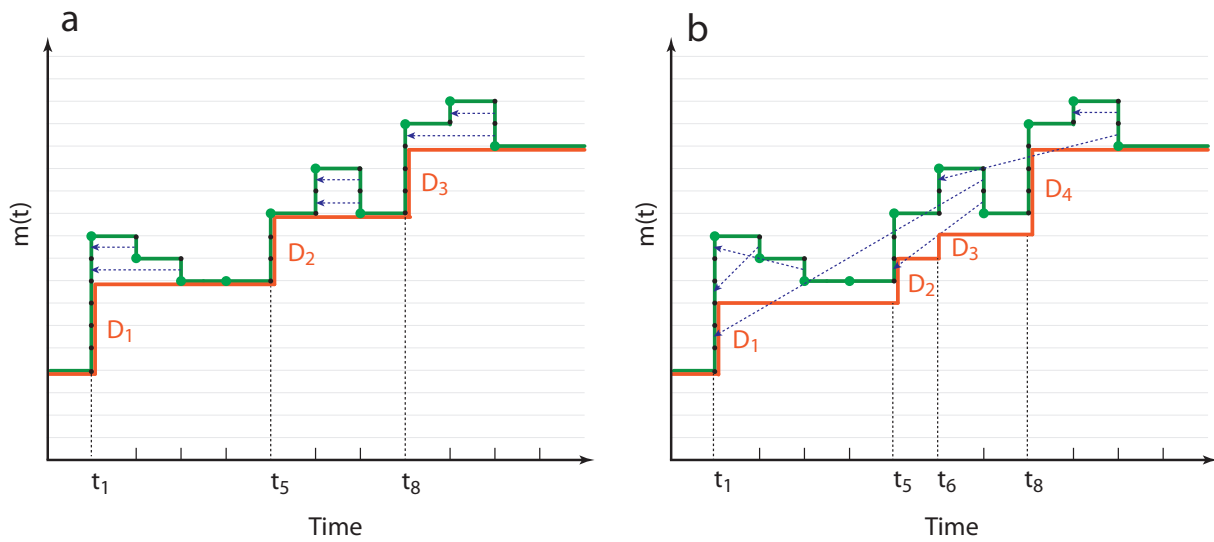 a
m(t)
D₁
D₂
D₃
t₁
t₅
t₈
Time
b
m(t)
D₁
D₂
D₃
D₄
t₁
t₅
t₆
t₈
Time